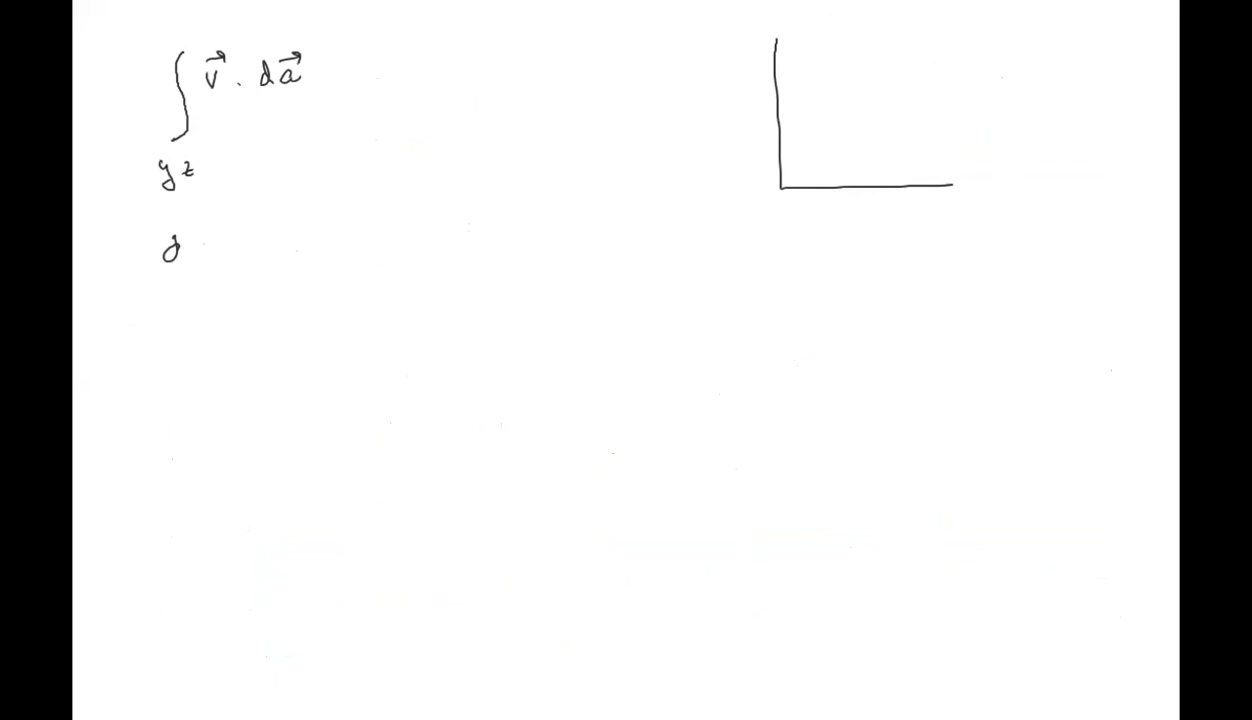 ∫ v⃗ . da⃗
yz
d